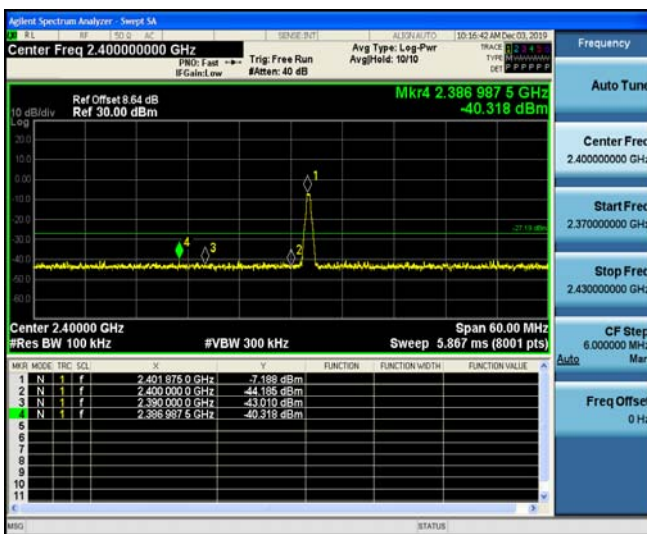 Agilent Spectrum Analyzer - Swept SA
RL RF 50 Ω AC SENSE:INT ALIGN AUTO 10:16:42 AM Dec 03, 2019
Center Freq 2.400000000 GHz
PNO: Fast
IFGain:Low
Trig: Free Run
#Atten: 40 dB
Avg Type: Log-Pwr
Avg|Hold: 10/10
TRACE 1 2 3 4 5 6
TYPE M
DET P P P P P P
Ref Offset 8.64 dB
Ref 30.00 dBm
10 dB/div
Log
Mkr4 2.386 987 5 GHz
-40.318 dBm
20.0
10.0
0.00
-10.0
-20.0
-30.0
-40.0
-50.0
-60.0
1
2
3
4
Center 2.40000 GHz
#Res BW 100 kHz
#VBW 300 kHz
Span 60.00 MHz
Sweep 5.867 ms (8001 pts)
MKR MODE TRC SCL X Y FUNCTION FUNCTION WIDTH FUNCTION VALUE
1 N 1 f 2.401 875 0 GHz -7.188 dBm
2 N 1 f 2.400 000 0 GHz -44.185 dBm
3 N 1 f 2.390 000 0 GHz -43.010 dBm
4 N 1 f 2.386 987 5 GHz -40.318 dBm
5
6
7
8
9
10
11
MSG
STATUS
Frequency
Auto Tune
Center Freq
2.400000000 GHz
Start Freq
2.370000000 GHz
Stop Freq
2.430000000 GHz
CF Step
6.000000 MHz
Auto Man
Freq Offset
0 Hz